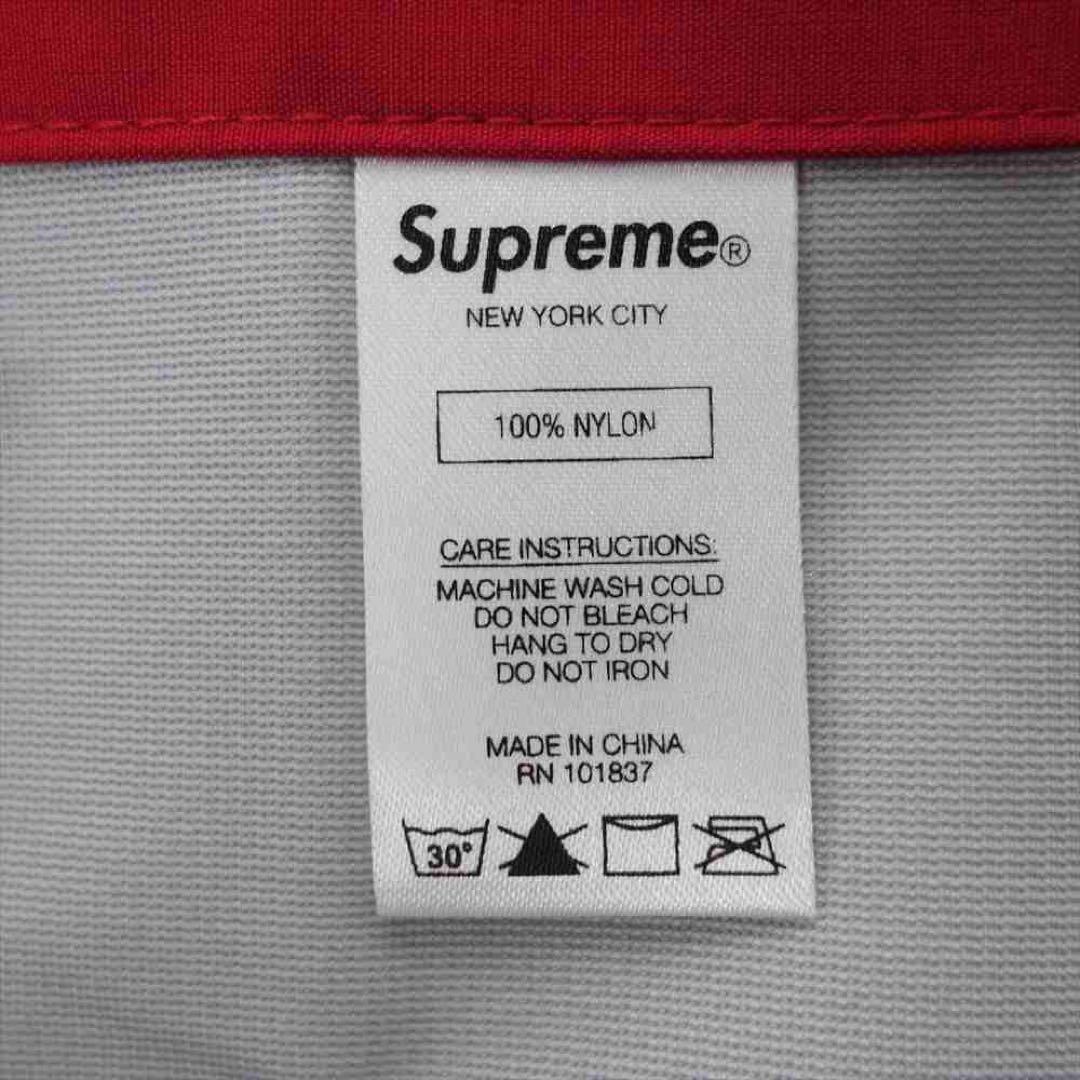 Supreme®
NEW YORK CITY
100% NYLON
CARE INSTRUCTIONS:
MACHINE WASH COLD
DO NOT BLEACH
HANG TO DRY
DO NOT IRON
MADE IN CHINA
RN 101837
30°